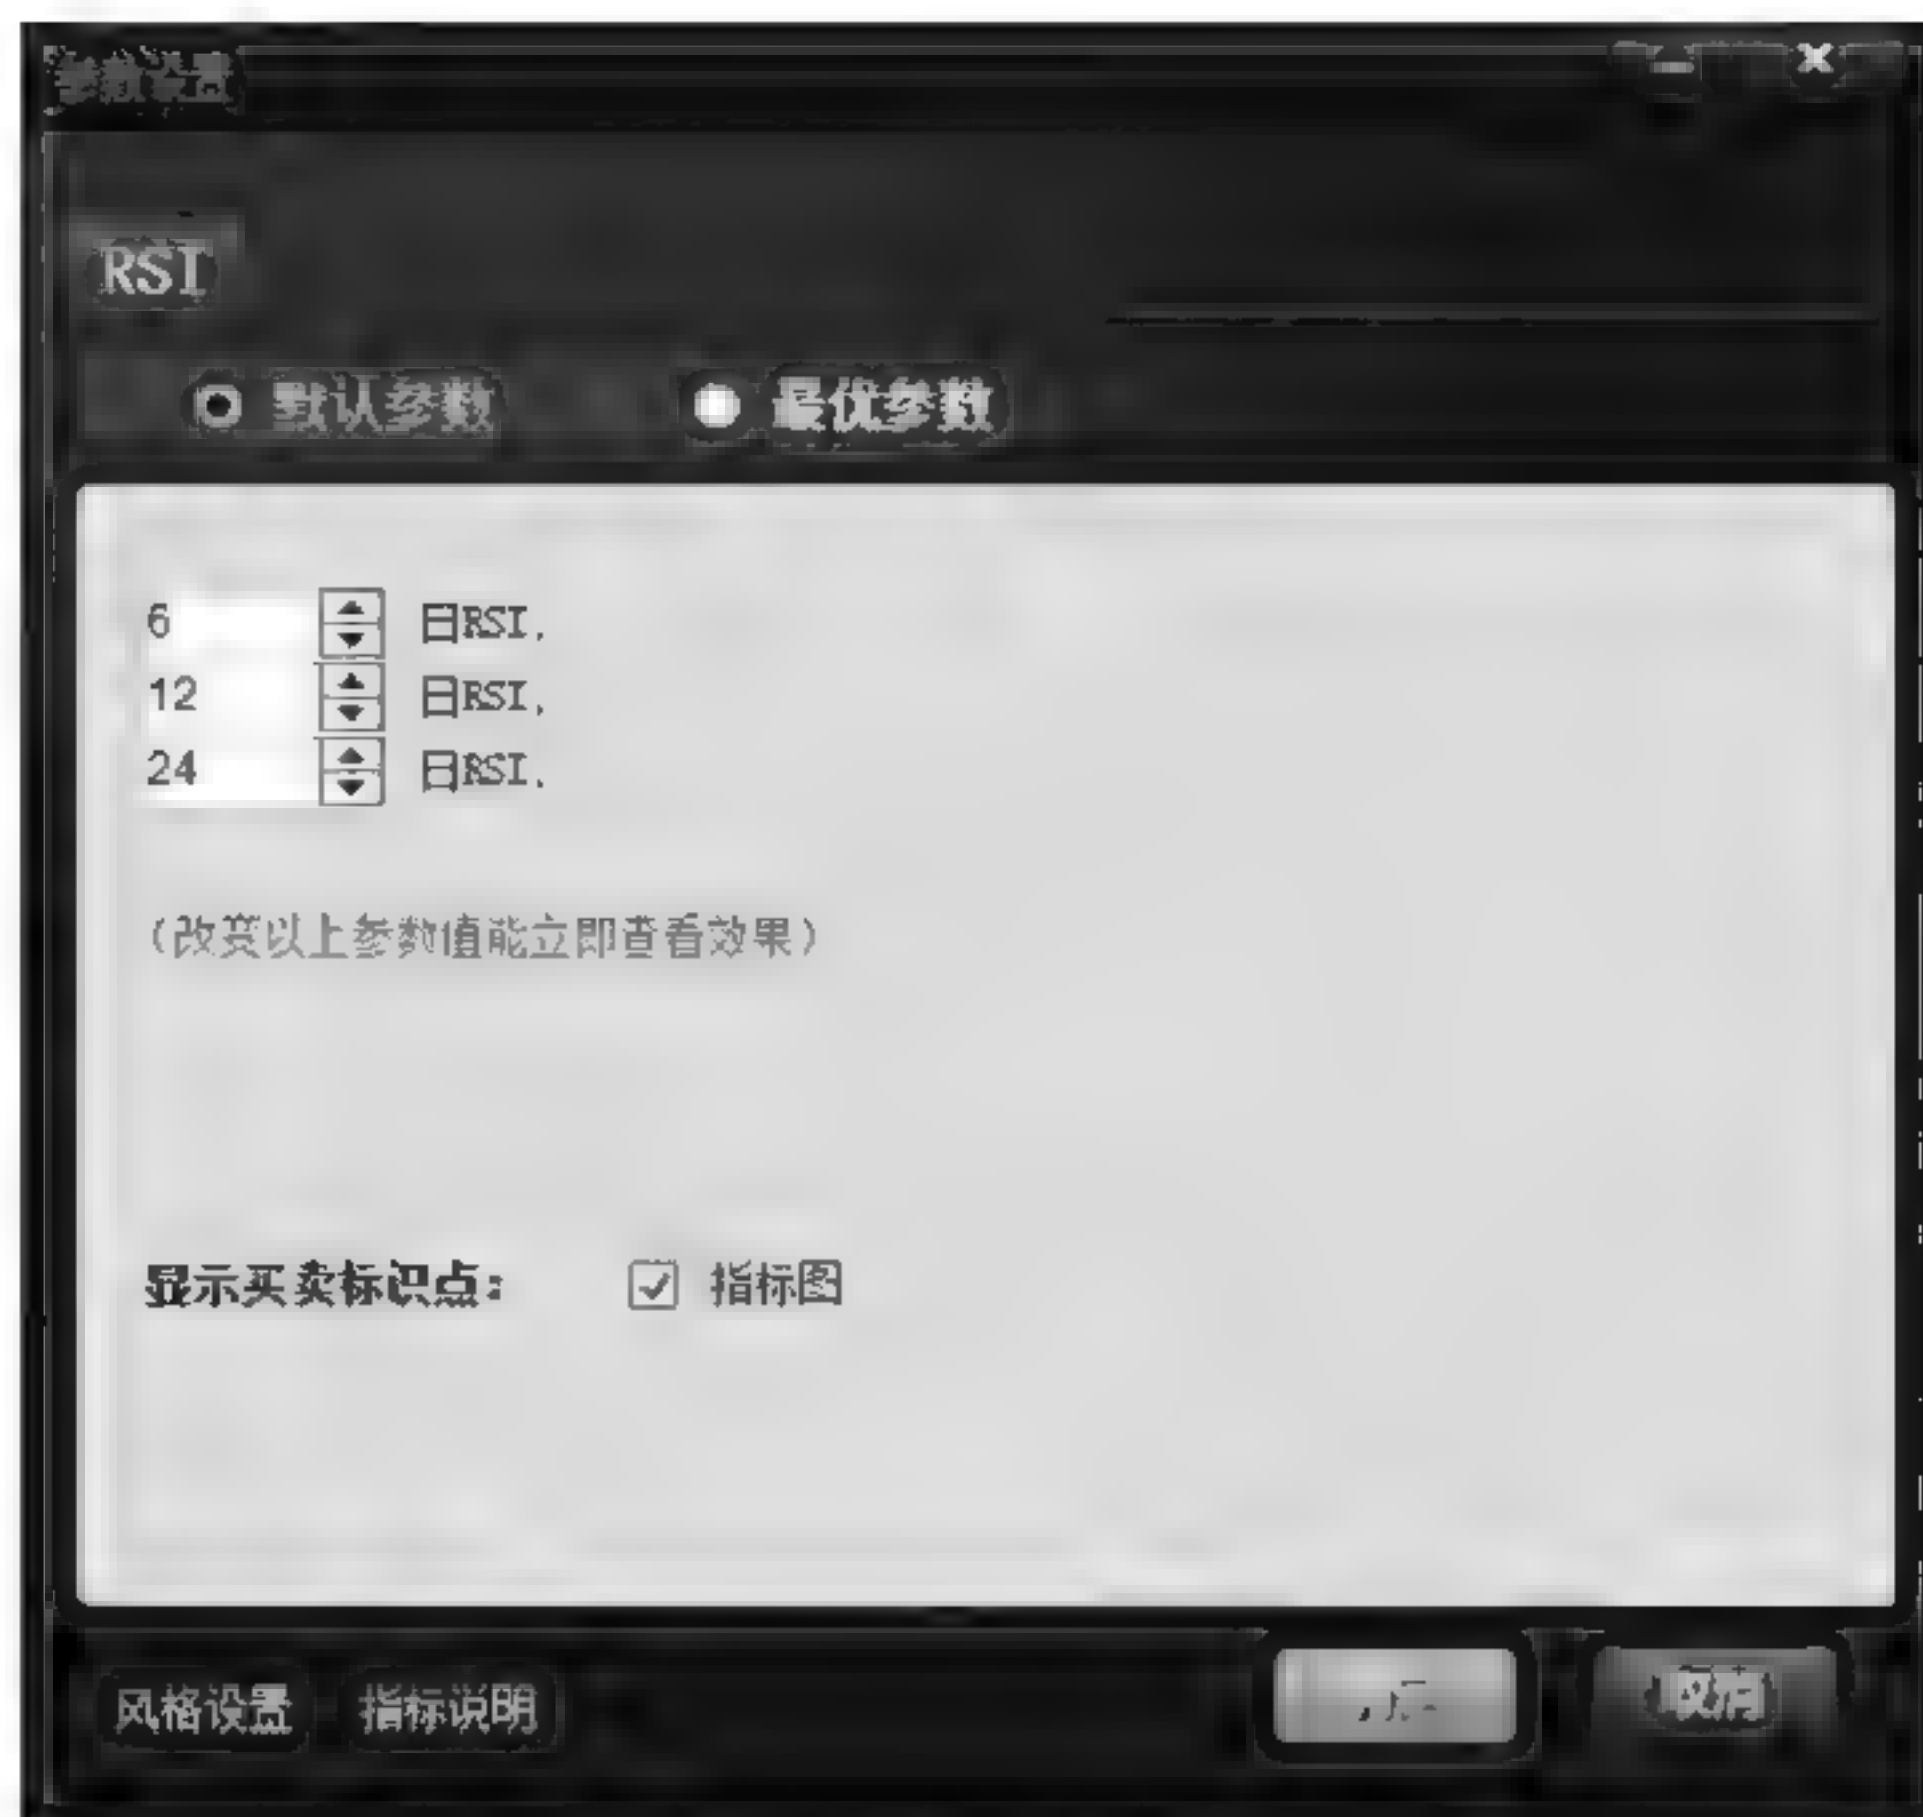 参数设置
RSI
默认参数 最优参数
6 日RSI.
12 日RSI.
24 日RSI.
(改变以上参数值能立即查看效果)
显示买卖标识点: 指标图
风格设置 指标说明 取消